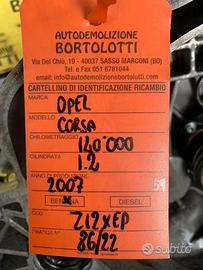 AUTODEMOLIZIONE
BORTOLOTTI
Via Del Chiù, 19 - 40037 SASSO MARCONI (BO)
Tel. e Fax 051 6781044
info@autodemolizionebortolotti.com
CARTELLINO DI IDENTIFICAZIONE RICAMBIO
MARCA
OPEL
MODELLO
CORSA
CHILOMETRAGGIO
140'000
CILINDRATA
1.2
ANNO DI PRODUZIONE
2007
BENZINA
DIESEL
COD.
Z12XEP
PRATICA N°
86/22
subito